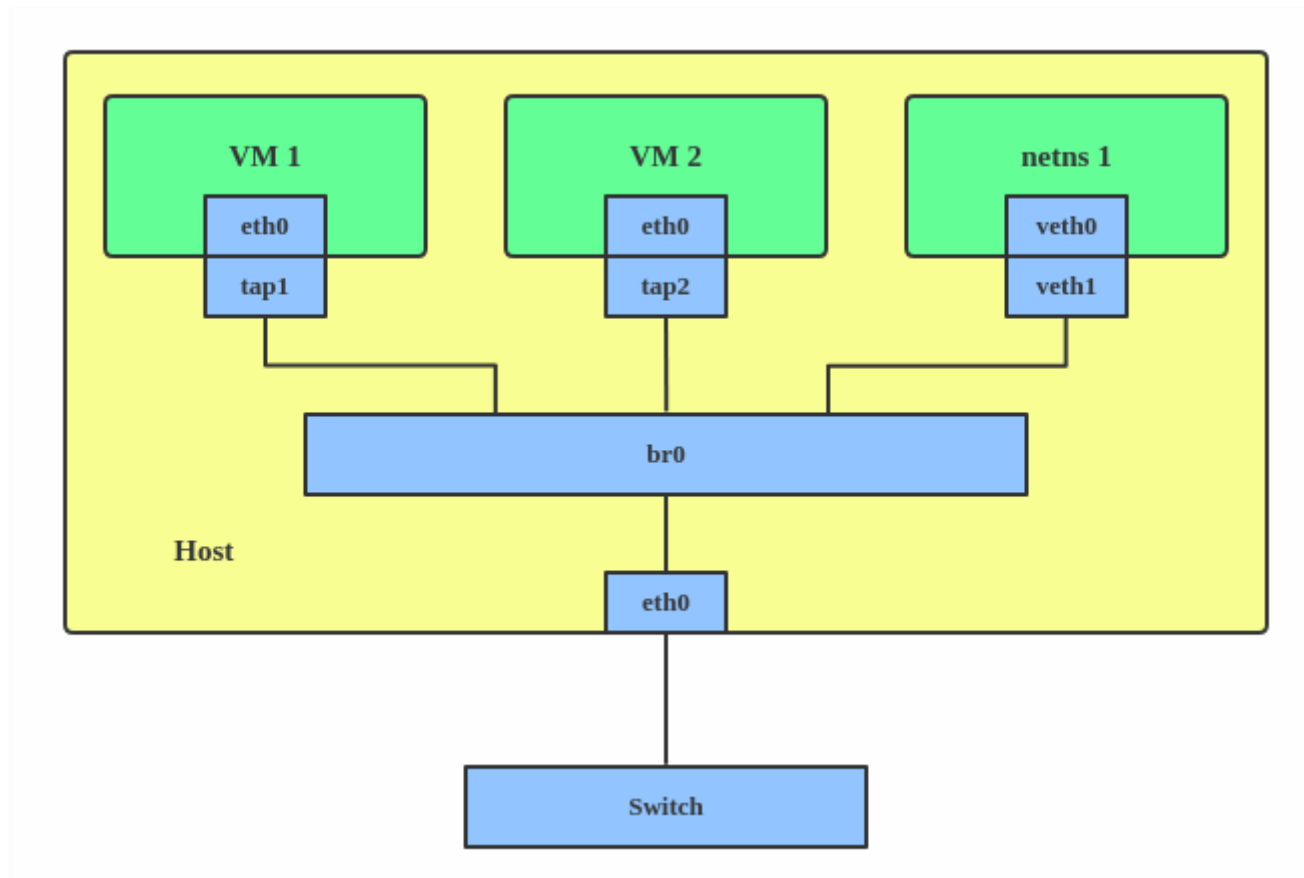 VM 1
VM 2
netns 1
eth0
eth0
veth0
tap1
tap2
veth1
br0
Host
eth0
Switch